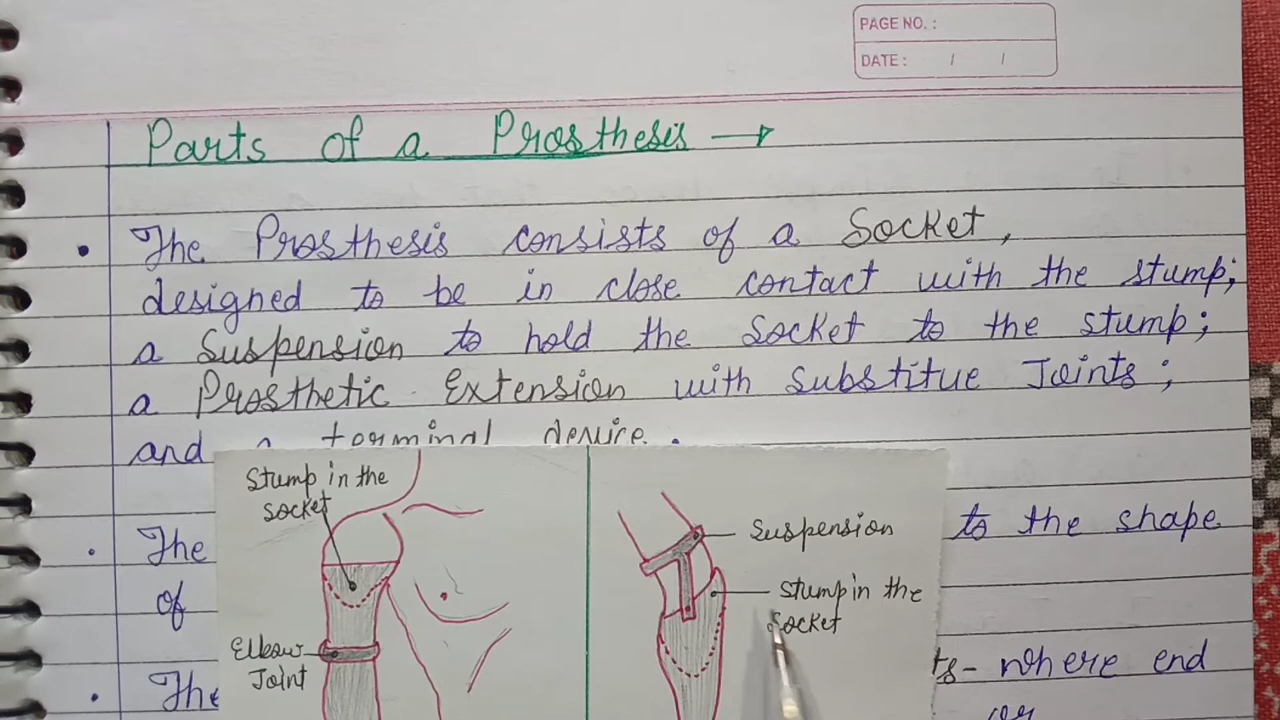 PAGE NO. :
DATE : / /
Parts of a Prosthesis →
• The Prosthesis consists of a Socket,
designed to be in close contact with the stump;
a Suspension to hold the Socket to the stump;
a Prosthetic Extension with substitue Joints;
and a terminal device.
• The
to the shape
of
• The
where end
or
Stump in the
Socket
Elbow
Joint
Suspension
Stump in the
Socket